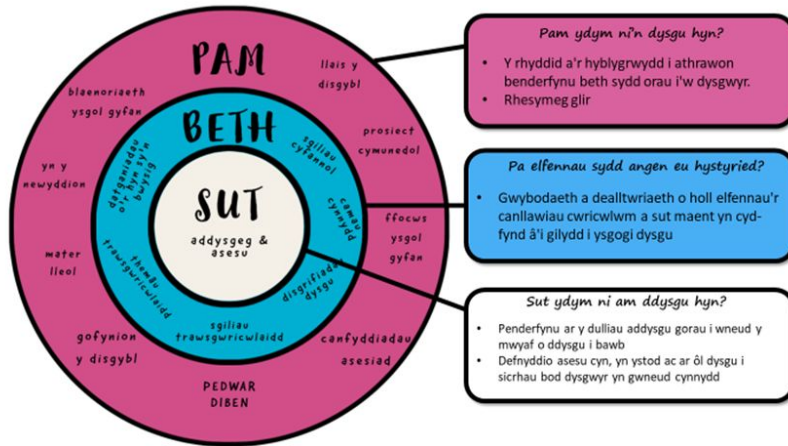 PAM
llais y
disgybl
blaenoriaeth
ysgol gyfan
prosiect
cymunedol
yn y
newyddion
ffocws
ysgol
gyfan
mater
lleol
canfyddiadau
asesiad
gofynion
y disgybl
PEDWAR
DIBEN
BETH
datganiadau
o'r hyn sy'n
bwysig
sgiliau
cyfannol
camau
cynnydd
themâu
trawsgwricwlaidd
disgrifiadau
dysgu
sgiliau
trawsgwricwlaidd
SUT
addysgeg &
asesu
Pam ydym ni'n dysgu hyn?
• Y rhyddid a'r hyblygrwydd i athrawon
benderfynu beth sydd orau i'w dysgwyr.
• Rhesymeg glir
Pa elfennau sydd angen eu hystyried?
• Gwybodaeth a dealltwriaeth o holl elfennau'r
canllawiau cwricwlwm a sut maent yn cyd-
fynd â'i gilydd i ysgogi dysgu
Sut ydym ni am ddysgu hyn?
• Penderfynu ar y dulliau addysgu gorau i wneud y
mwyaf o ddysgu i bawb
• Defnyddio asesu cyn, yn ystod ac ar ôl dysgu i
sicrhau bod dysgwyr yn gwneud cynnydd